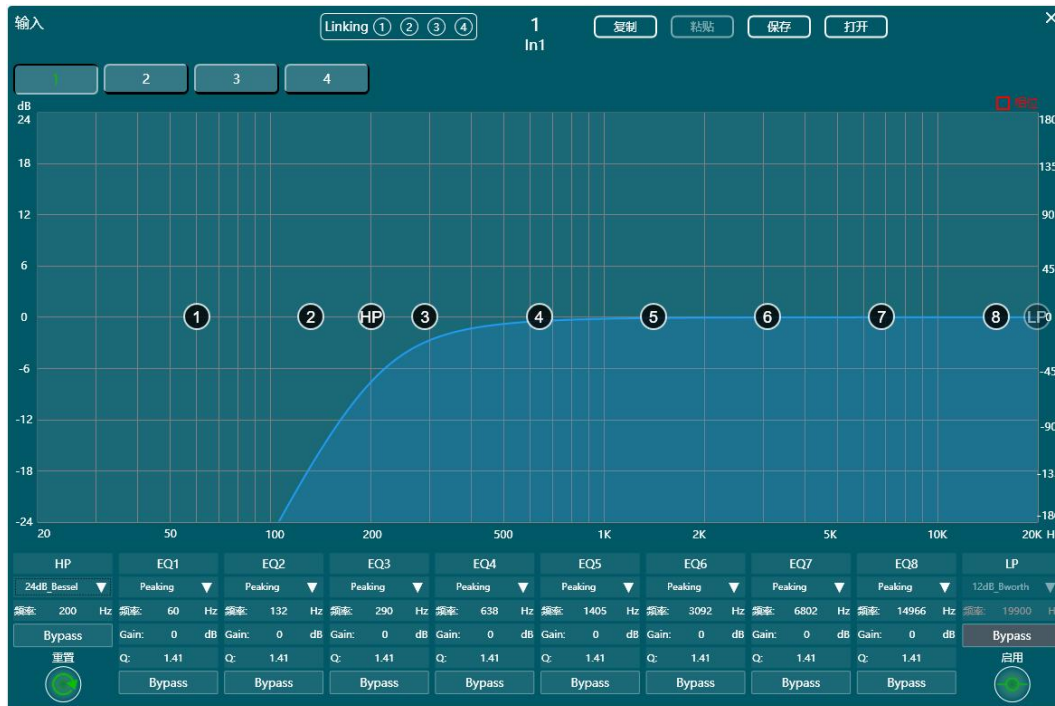 输入 Linking 1 2 3 4 1 复制 粘贴 保存 打开
In1
1 2 3 4
dB
24 180
18 135
12 90
6 45
0 1 2 HP 3 4 5 6 7 8 LP 0
-6 -45
-12 -90
-18 -13
-24 -180
20 50 100 200 500 1K 2K 5K 10K 20K H
HP EQ1 EQ2 EQ3 EQ4 EQ5 EQ6 EQ7 EQ8 LP
24dB_Bessel Peaking Peaking Peaking Peaking Peaking Peaking Peaking Peaking 12dB_Bworth
频率: 200 Hz 频率: 60 Hz 频率: 132 Hz 频率: 290 Hz 频率: 638 Hz 频率: 1405 Hz 频率: 3092 Hz 频率: 6802 Hz 频率: 14966 Hz 频率: 19900 H
Bypass Gain: 0 dB Gain: 0 dB Gain: 0 dB Gain: 0 dB Gain: 0 dB Gain: 0 dB Gain: 0 dB Gain: 0 dB Bypass
重置 Q: 1.41 Q: 1.41 Q: 1.41 Q: 1.41 Q: 1.41 Q: 1.41 Q: 1.41 Q: 1.41 启用
Bypass Bypass Bypass Bypass Bypass Bypass Bypass Bypass